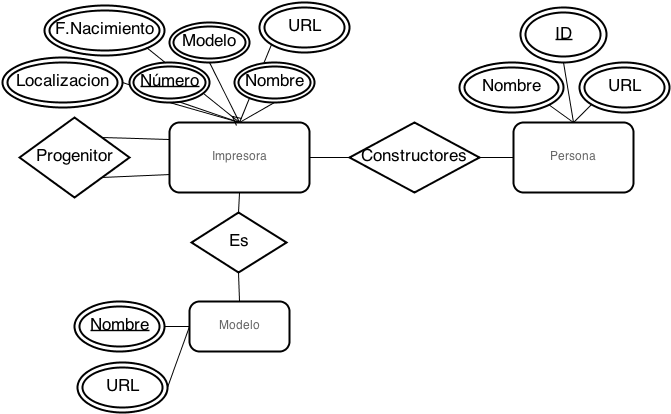 F.Nacimiento
Modelo
URL
ID
Localizacion
Número
Nombre
Nombre
URL
Progenitor
Impresora
Constructores
Persona
Es
Nombre
Modelo
URL